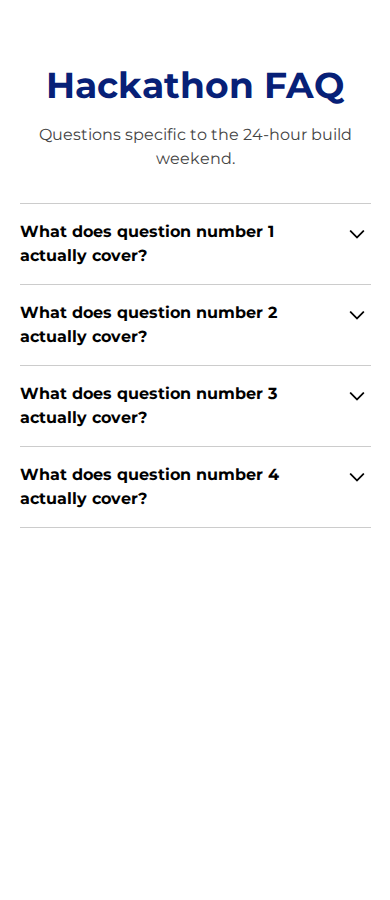 Hackathon FAQ
Questions specific to the 24-hour build
weekend.
What does question number 1
actually cover?
What does question number 2
actually cover?
What does question number 3
actually cover?
What does question number 4
actually cover?